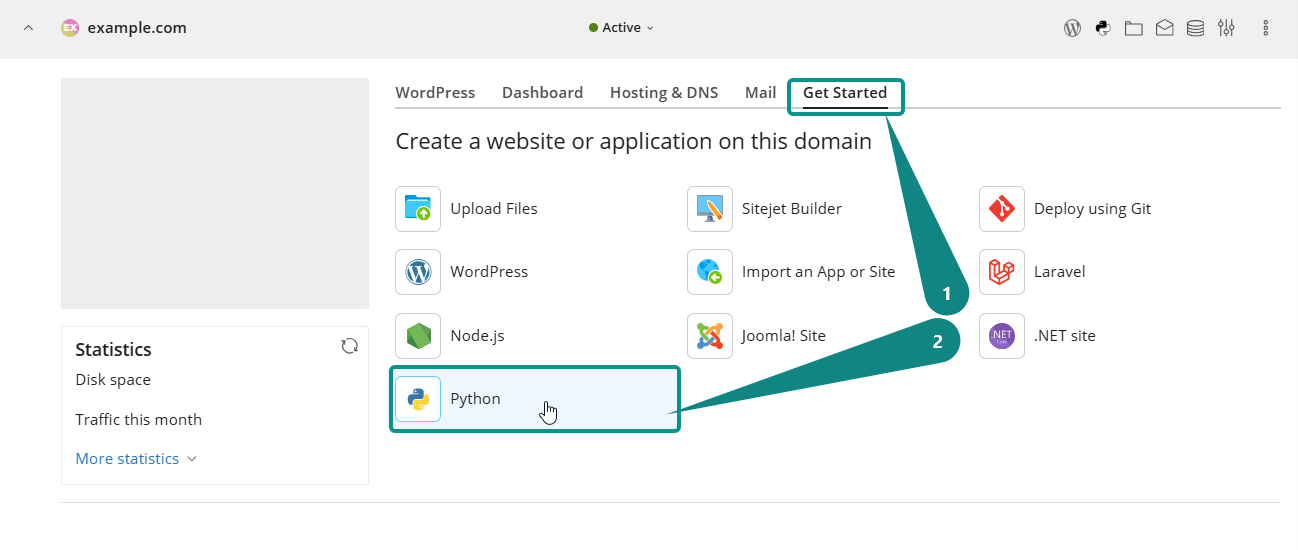 EX example.com Active
WordPress Dashboard Hosting & DNS Mail Get Started
Create a website or application on this domain
Upload Files Sitejet Builder Deploy using Git
WordPress Import an App or Site Laravel
1
Node.js Joomla! Site .NET .NET site
2
Statistics
Disk space
Python
Traffic this month
More statistics